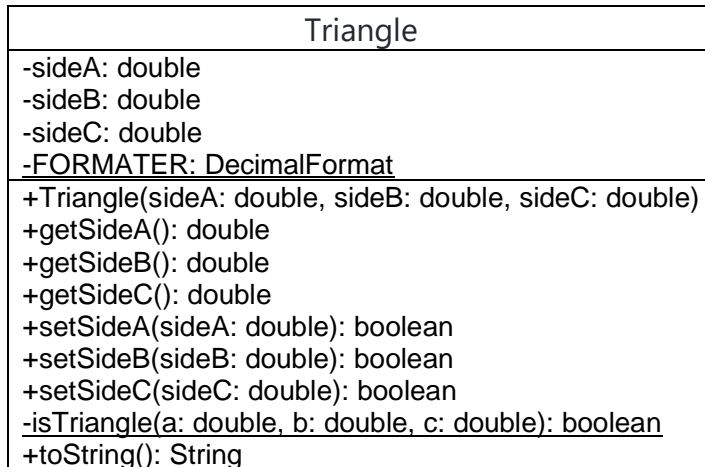 Triangle
-sideA: double
-sideB: double
-sideC: double
-FORMATER: DecimalFormat
+Triangle(sideA: double, sideB: double, sideC: double)
+getSideA(): double
+getSideB(): double
+getSideC(): double
+setSideA(sideA: double): boolean
+setSideB(sideB: double): boolean
+setSideC(sideC: double): boolean
-isTriangle(a: double, b: double, c: double): boolean
+toString(): String